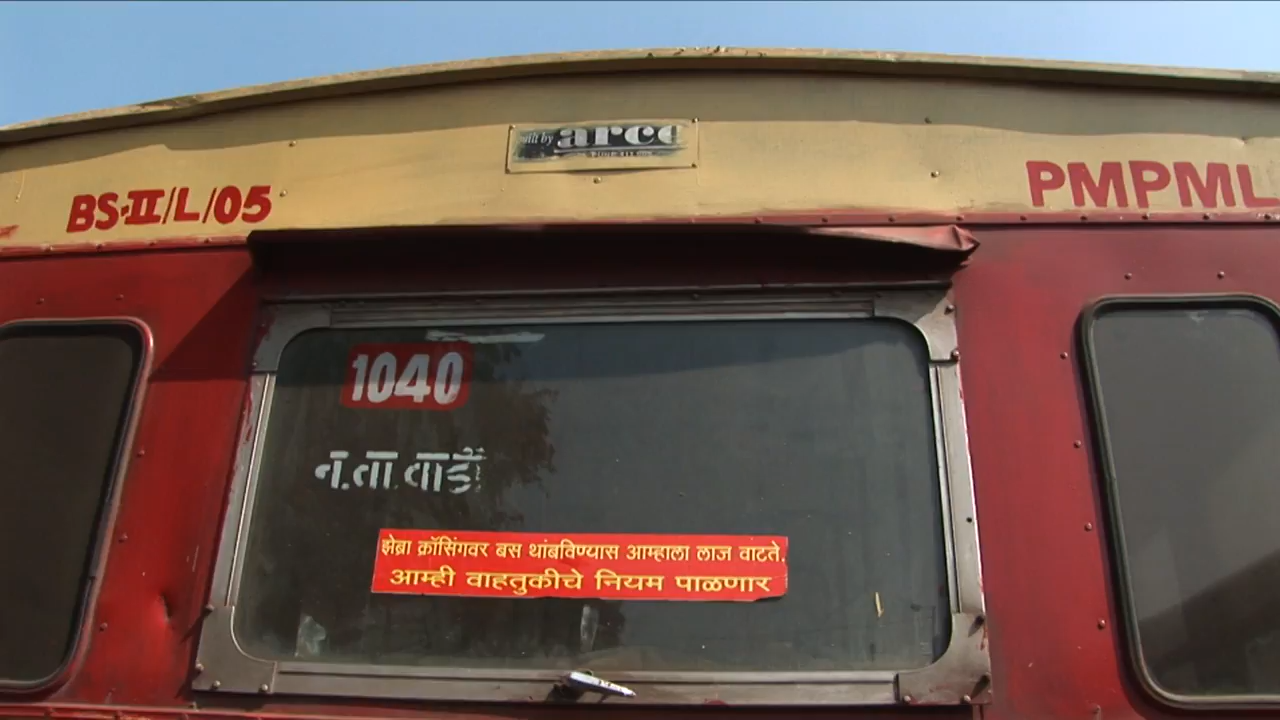 arce
BS-II/L/05
PMPML
1040
न.ता.वाडी
झेब्रा क्रॉसिंगवर बस थांबविण्यास आम्हाला लाज वाटते.
आम्ही वाहतुकीचे नियम पाळणार